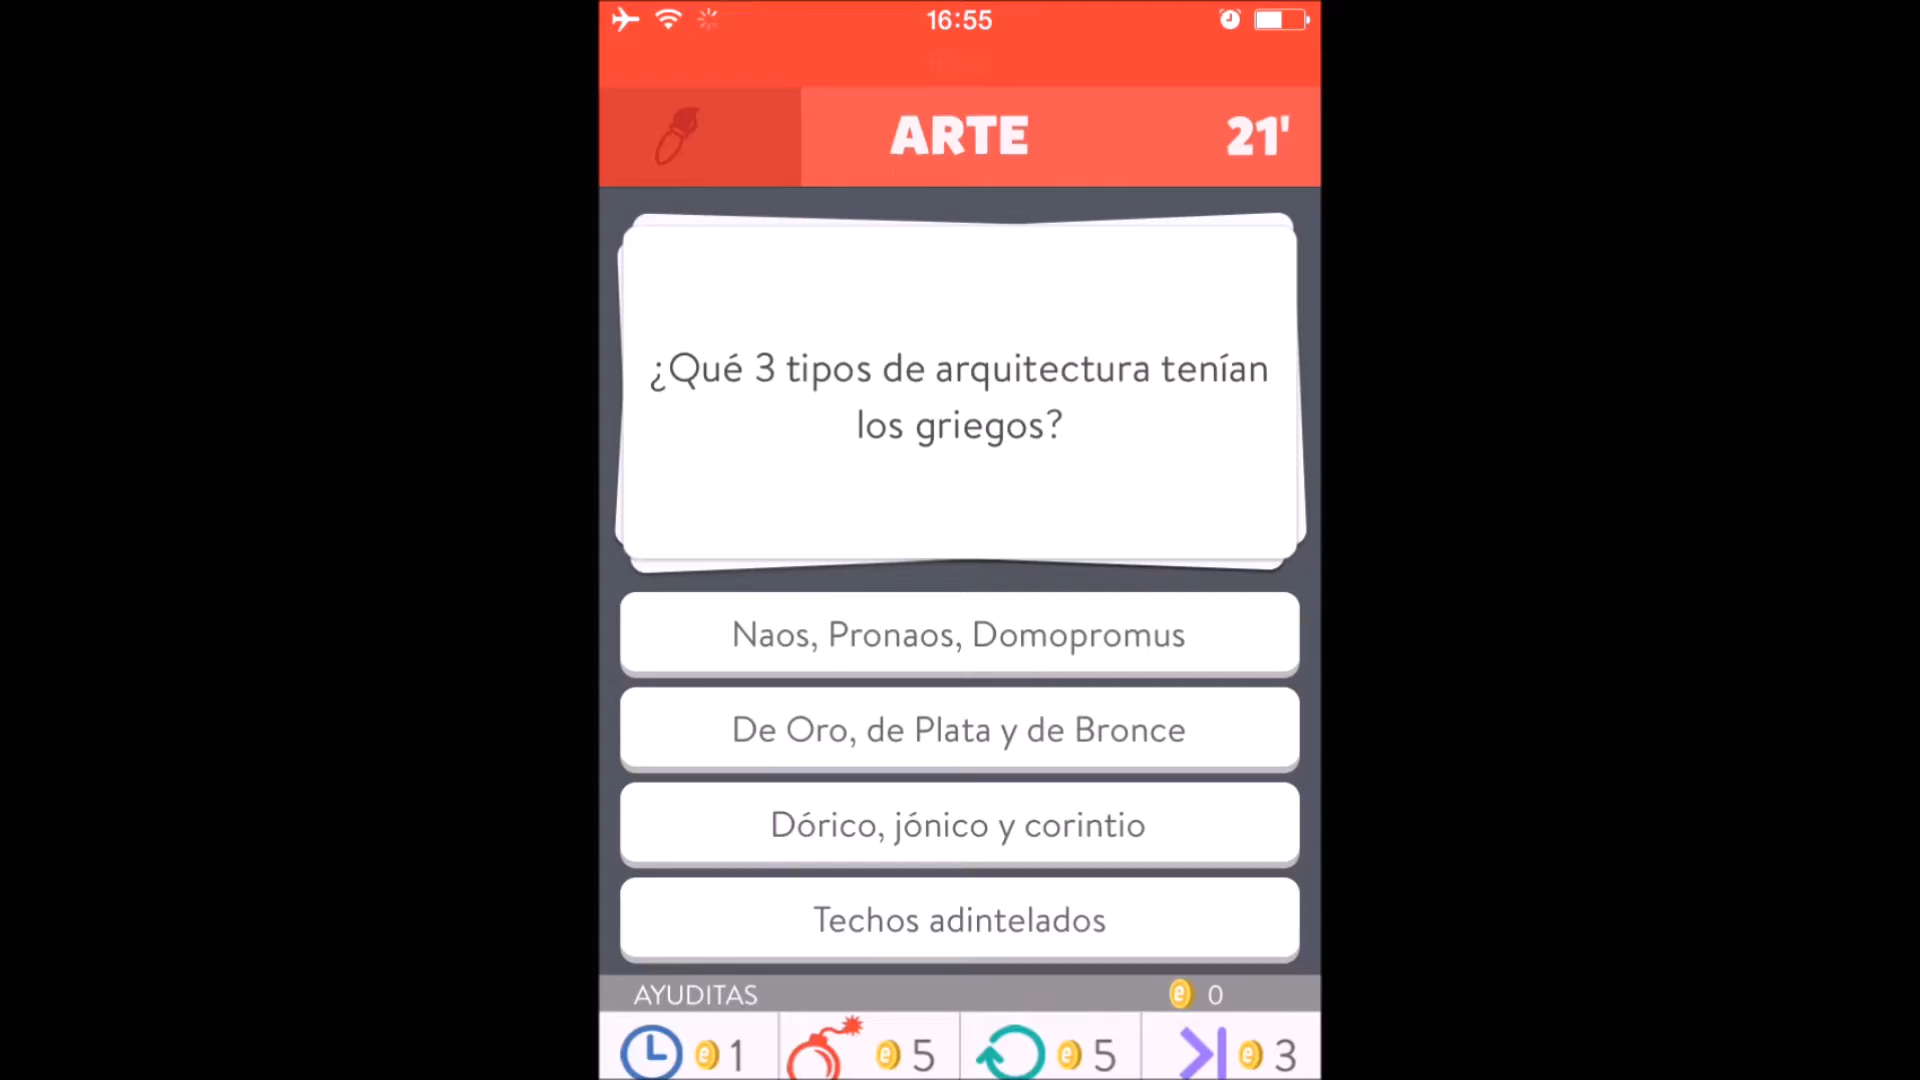 16:55
ARTE
21'
¿Qué 3 tipos de arquitectura tenían
los griegos?
Naos, Pronaos, Domopromus
De Oro, de Plata y de Bronce
Dórico, jónico y corintio
Techos adintelados
AYUDITAS
e 0
e 1
e 5
e 5
e 3